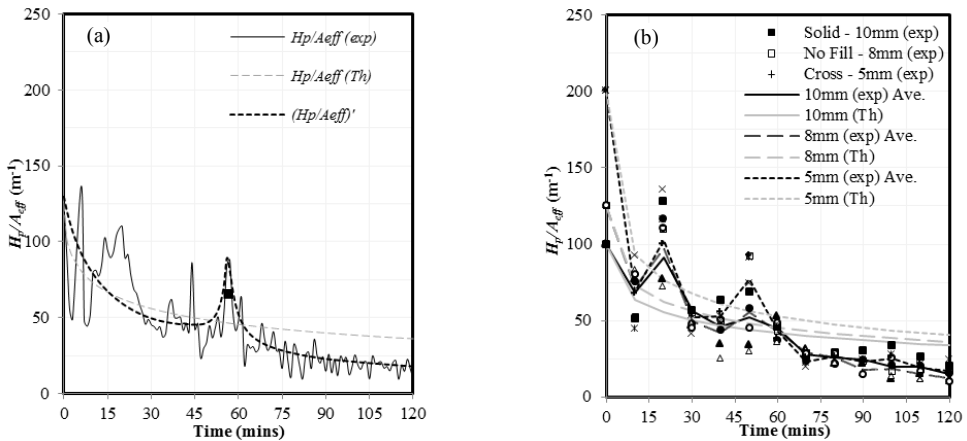 (a)
Hp/Aeff (exp)
Hp/Aeff (Th)
(Hp/Aeff)'
250
200
150
100
50
0
Hp/Aeff (m-1)
0 15 30 45 60 75 90 105 120
Time (mins)
(b)
Solid - 10mm (exp)
No Fill - 8mm (exp)
Cross - 5mm (exp)
10mm (exp) Ave.
10mm (Th)
8mm (exp) Ave.
8mm (Th)
5mm (exp) Ave.
5mm (Th)
250
200
150
100
50
0
Hp/Aeff (m-1)
0 15 30 45 60 75 90 105 120
Time (mins)